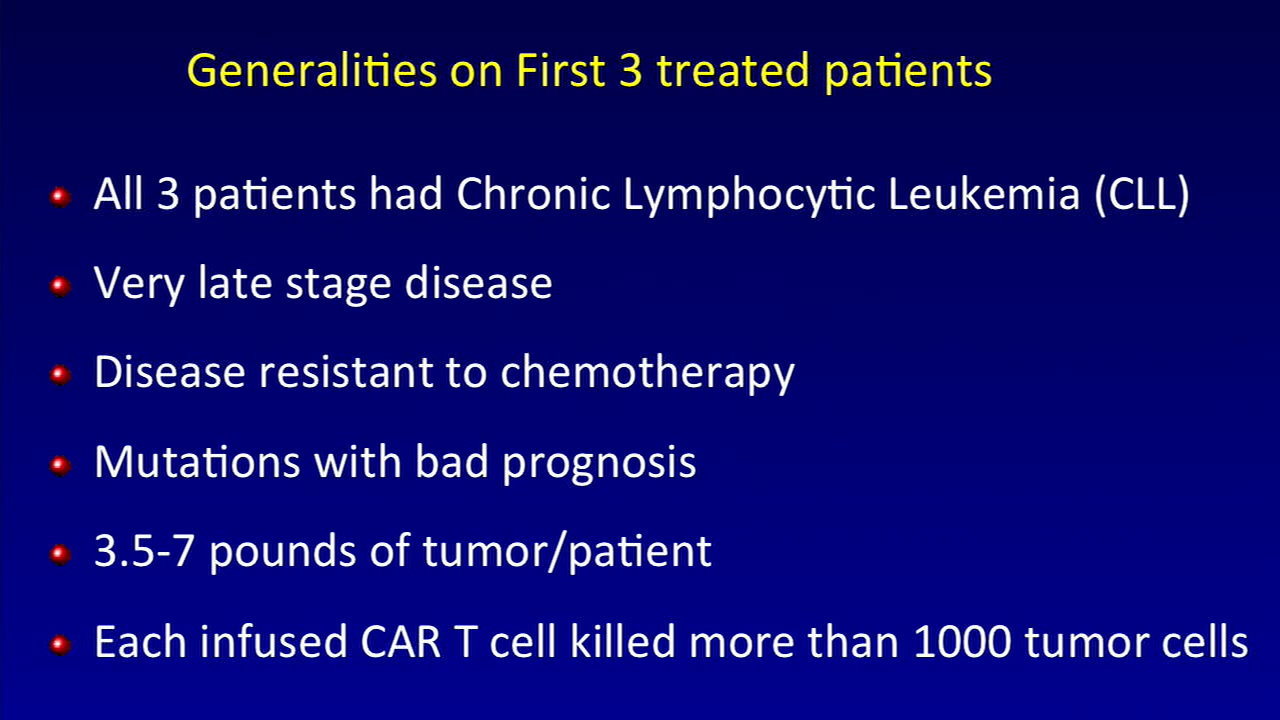 Generalities on First 3 treated patients
All 3 patients had Chronic Lymphocytic Leukemia (CLL)
Very late stage disease
Disease resistant to chemotherapy
Mutations with bad prognosis
3.5-7 pounds of tumor/patient
Each infused CAR T cell killed more than 1000 tumor cells